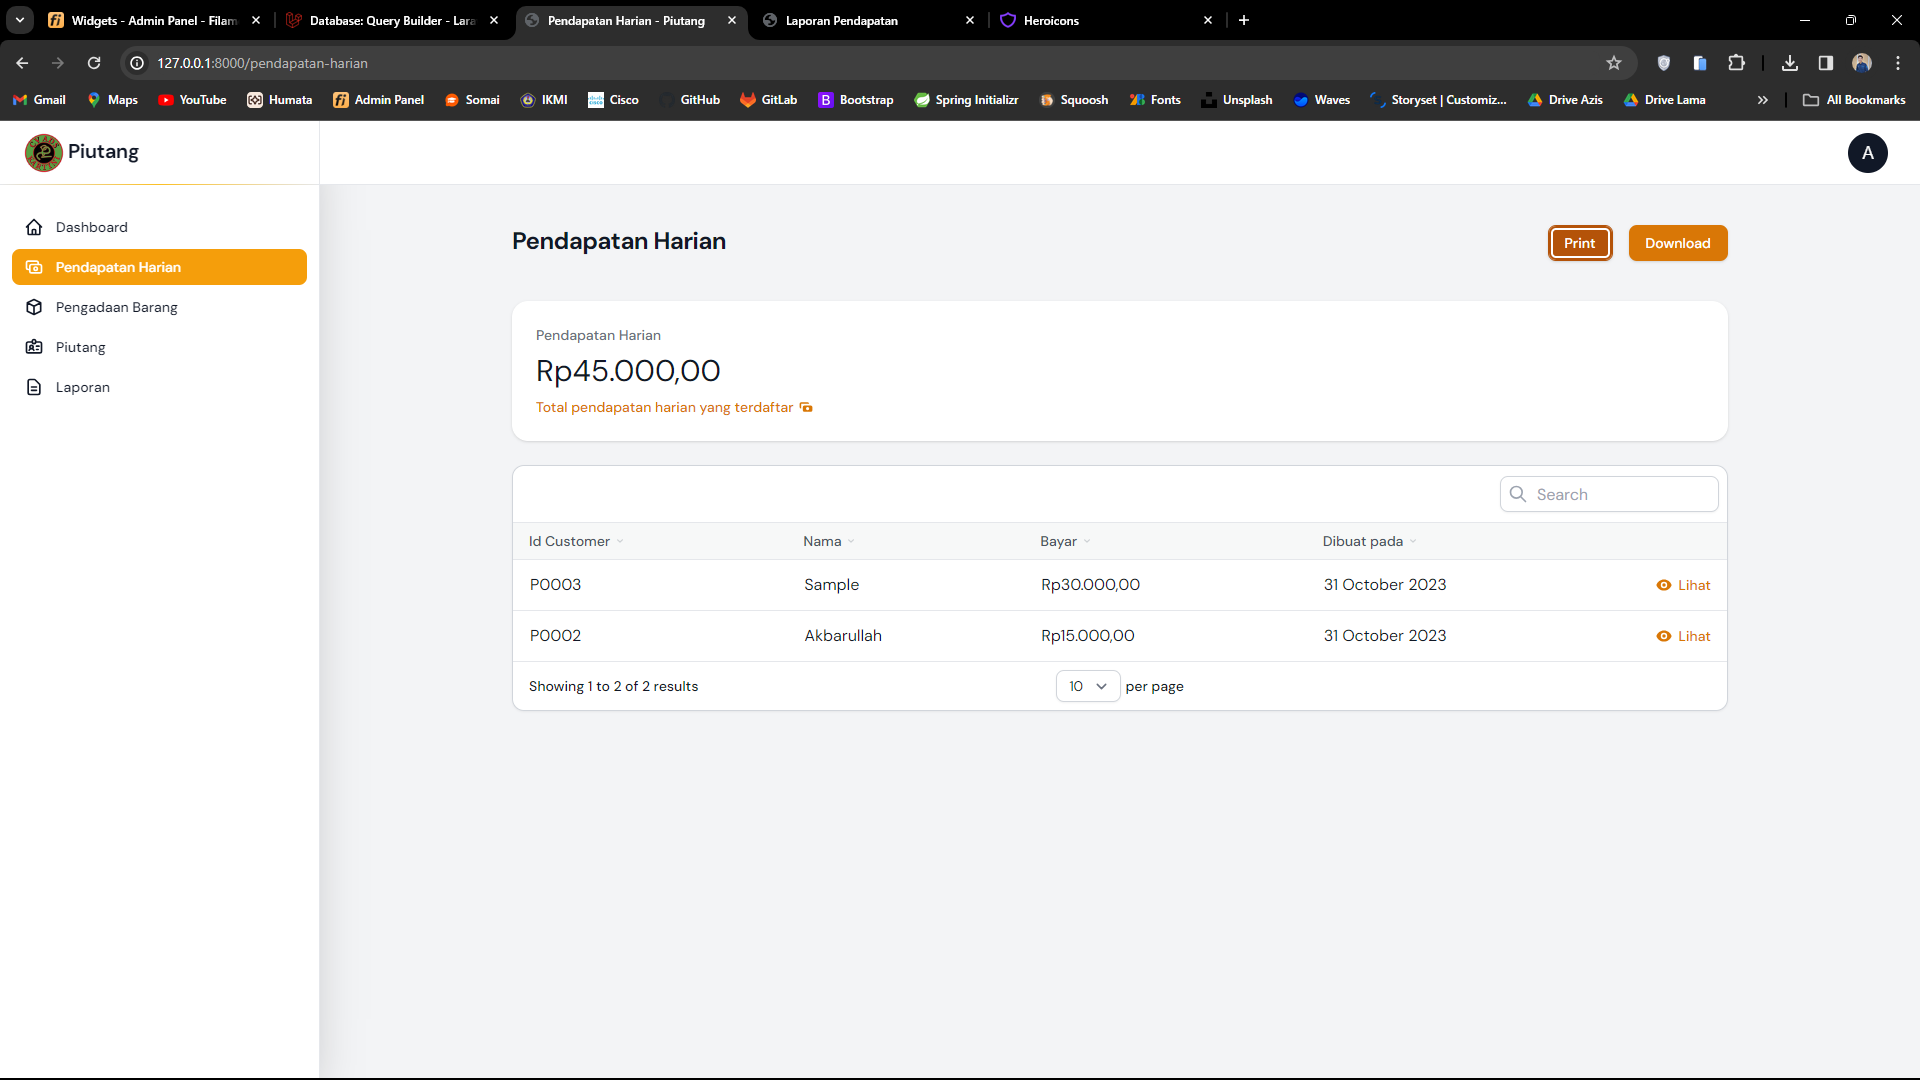 Widgets - Admin Panel - Filam
Database: Query Builder - Lara
Pendapatan Harian - Piutang
Laporan Pendapatan
Heroicons
127.0.0.1:8000/pendapatan-harian
Gmail
Maps
YouTube
Humata
Admin Panel
Somai
IKMI
Cisco
GitHub
GitLab
Bootstrap
Spring Initializr
Squoosh
Fonts
Unsplash
Waves
Storyset | Customiz...
Drive Azis
Drive Lama
All Bookmarks
Piutang
A
Dashboard
Pendapatan Harian
Pengadaan Barang
Piutang
Laporan
Pendapatan Harian
Print
Download
Pendapatan Harian
Rp45.000,00
Total pendapatan harian yang terdaftar
Search
Id Customer Nama Bayar Dibuat pada
P0003 Sample Rp30.000,00 31 October 2023 Lihat
P0002 Akbarullah Rp15.000,00 31 October 2023 Lihat
Showing 1 to 2 of 2 results
10 per page